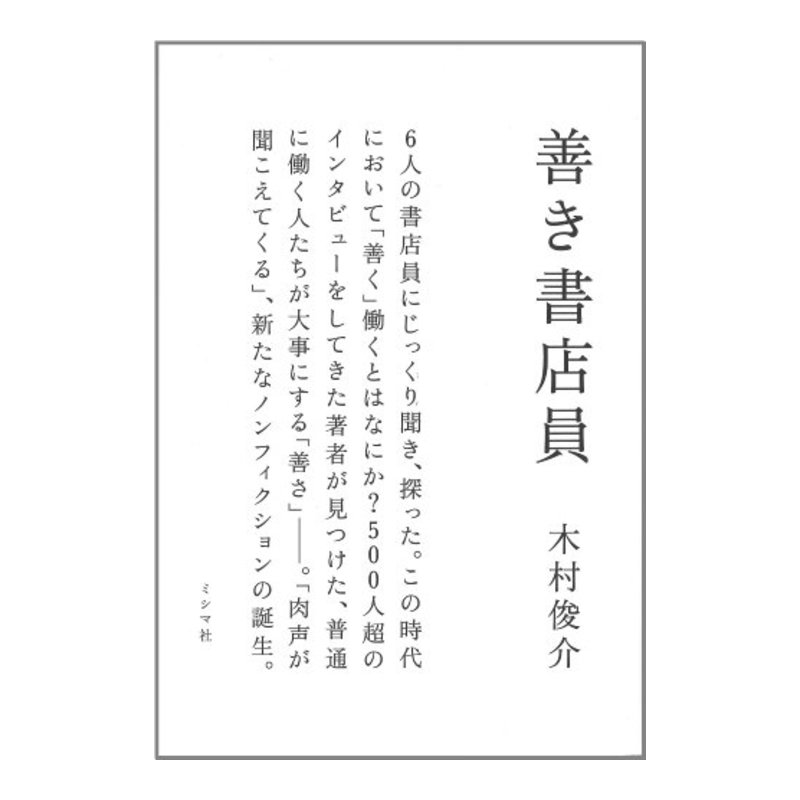 善き書店員
木村俊介
6人の書店員にじっくり聞き、探った。この時代
において「善く」働くとはなにか?500人超の
インタビューをしてきた著者が見つけた、普通
に働く人たちが大事にする「善さ」――。「肉声が
聞こえてくる」、新たなノンフィクションの誕生。
ミシマ社